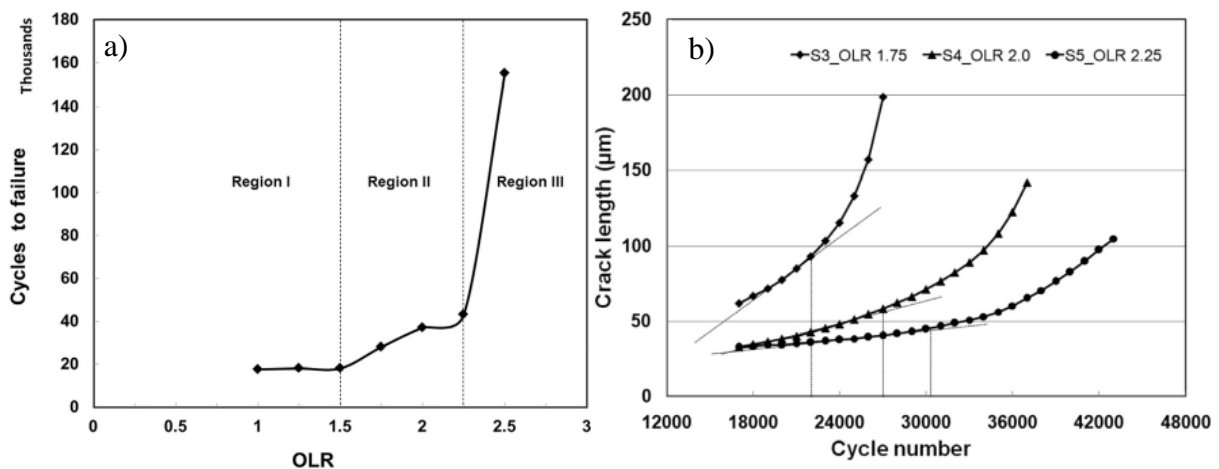 a)
Thousands
Cycles to failure
180
160
140
120
100
80
60
40
20
0
Region I
Region II
Region III
0 0.5 1 1.5 2 2.5 3
OLR
b)
S3_OLR 1.75 S4_OLR 2.0 S5_OLR 2.25
Crack length (µm)
250
200
150
100
50
0
12000 18000 24000 30000 36000 42000 48000
Cycle number